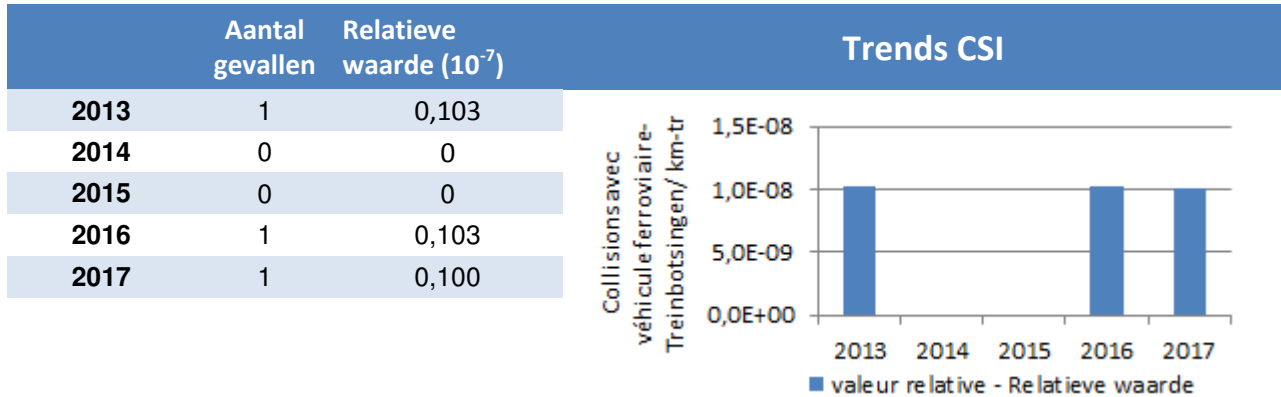 Aantal gevallen
Relatieve waarde (10⁻⁷)
Trends CSI
2013 1 0,103
2014 0 0
2015 0 0
2016 1 0,103
2017 1 0,100
Collisions avec
véhicule ferroviaire-
Treinbotsingen/ km-tr
1,5E-08
1,0E-08
5,0E-09
0,0E+00
2013 2014 2015 2016 2017
valeur relative - Relatieve waarde